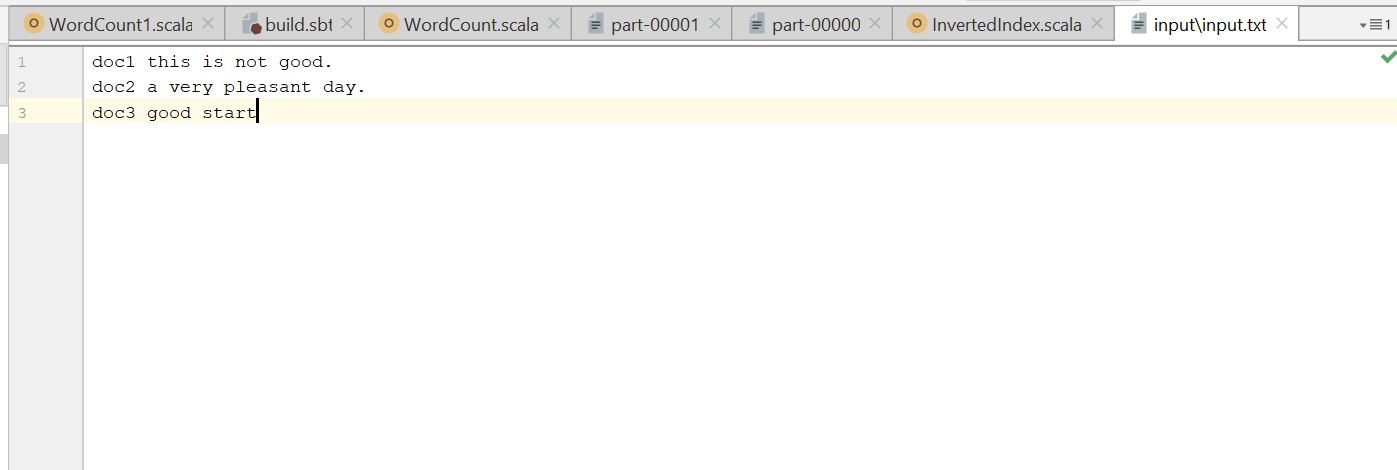 WordCount1.scala build.sbt WordCount.scala part-00001 part-00000 InvertedIndex.scala input\input.txt 1
1 doc1 this is not good.
2 doc2 a very pleasant day.
3 doc3 good start